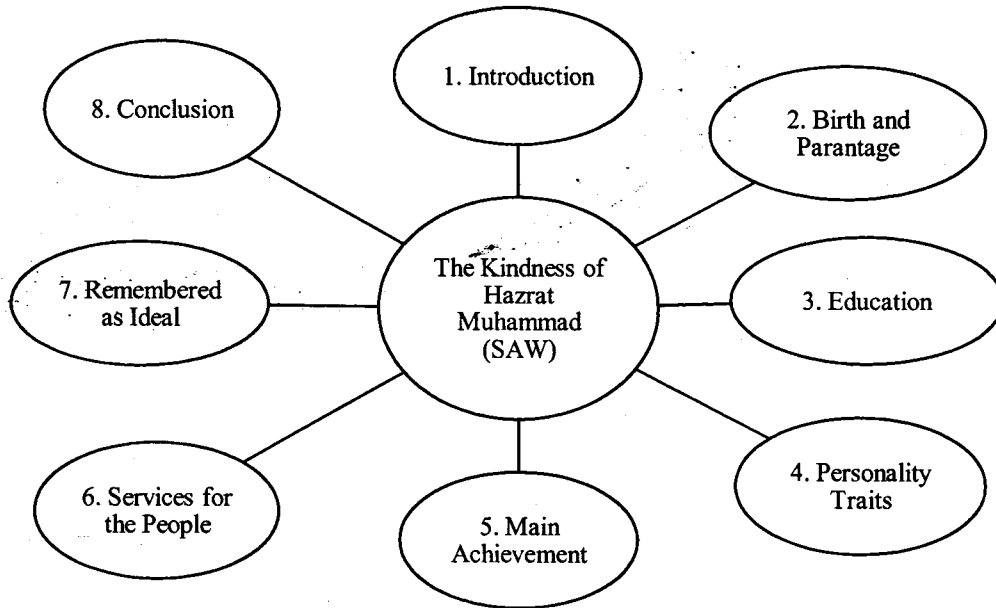 1. Introduction
2. Birth and
Parantage
3. Education
4. Personality
Traits
5. Main
Achievement
6. Services for
the People
7. Remembered
as Ideal
8. Conclusion
The Kindness of
Hazrat
Muhammad
(SAW)